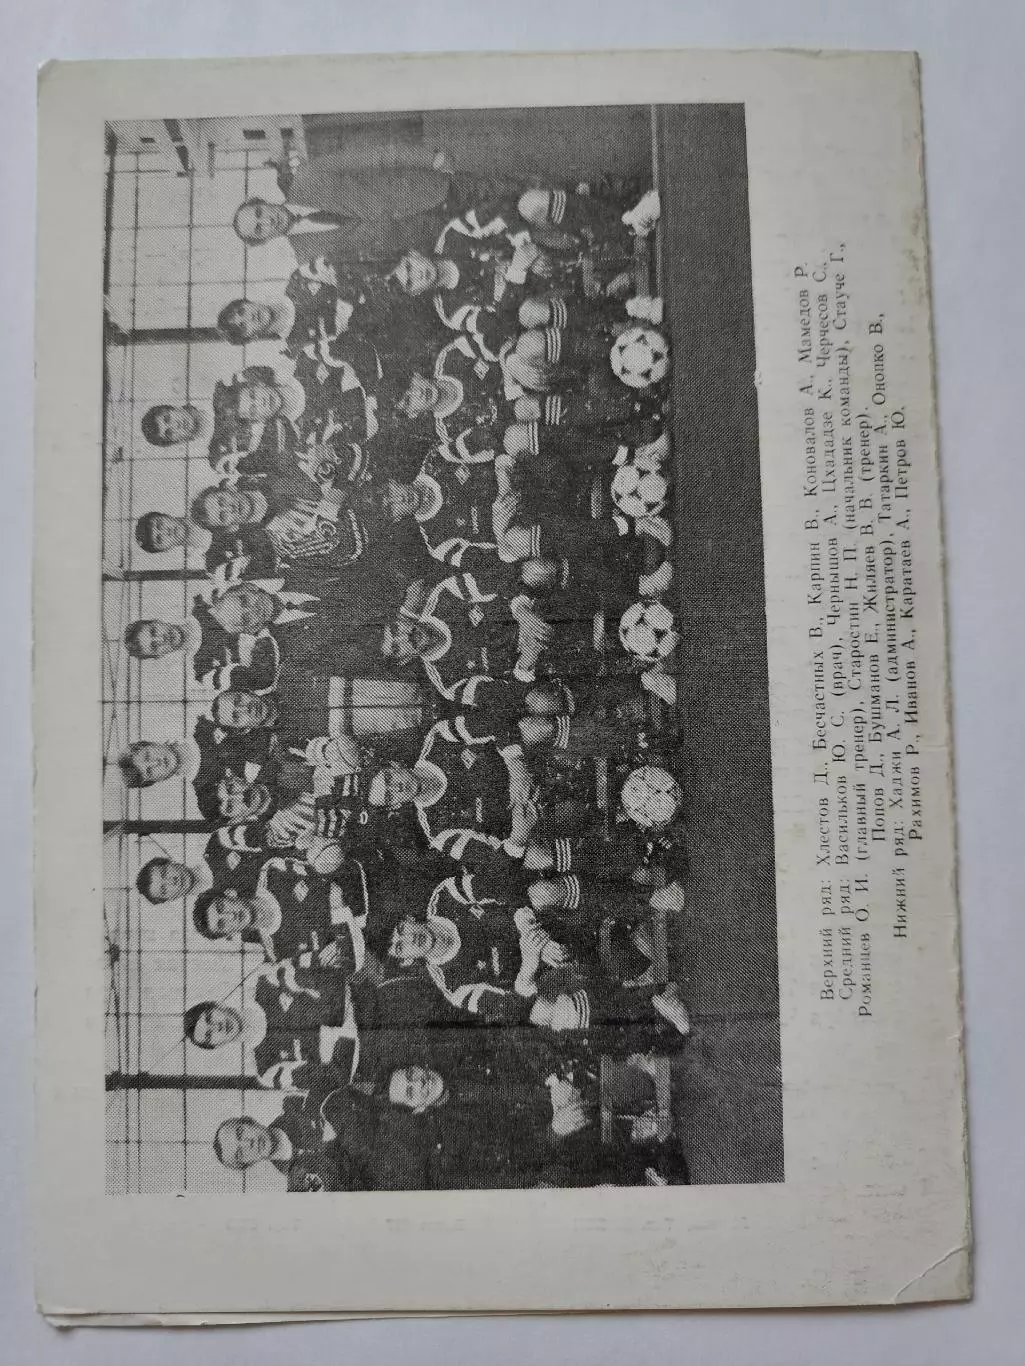 Верхний ряд: Хлестов Д., Бесчастных В., Карпин В., Коновалов А., Мамедов Р.
Средний ряд: Васильков Ю. С. (врач), Чернышов А., Цхададзе К., Черчесов С.,
Романцев О. И. (главный тренер), Старостин Н. П. (начальник команды), Стауче Г.,
Попов Д., Бушманов Е., Жиляев В. В. (тренер).
Нижний ряд: Хаджи А. Л. (администратор), Татаркин А., Онопко В.,
Рахимов Р., Иванов А., Каратаев А., Петров Ю.